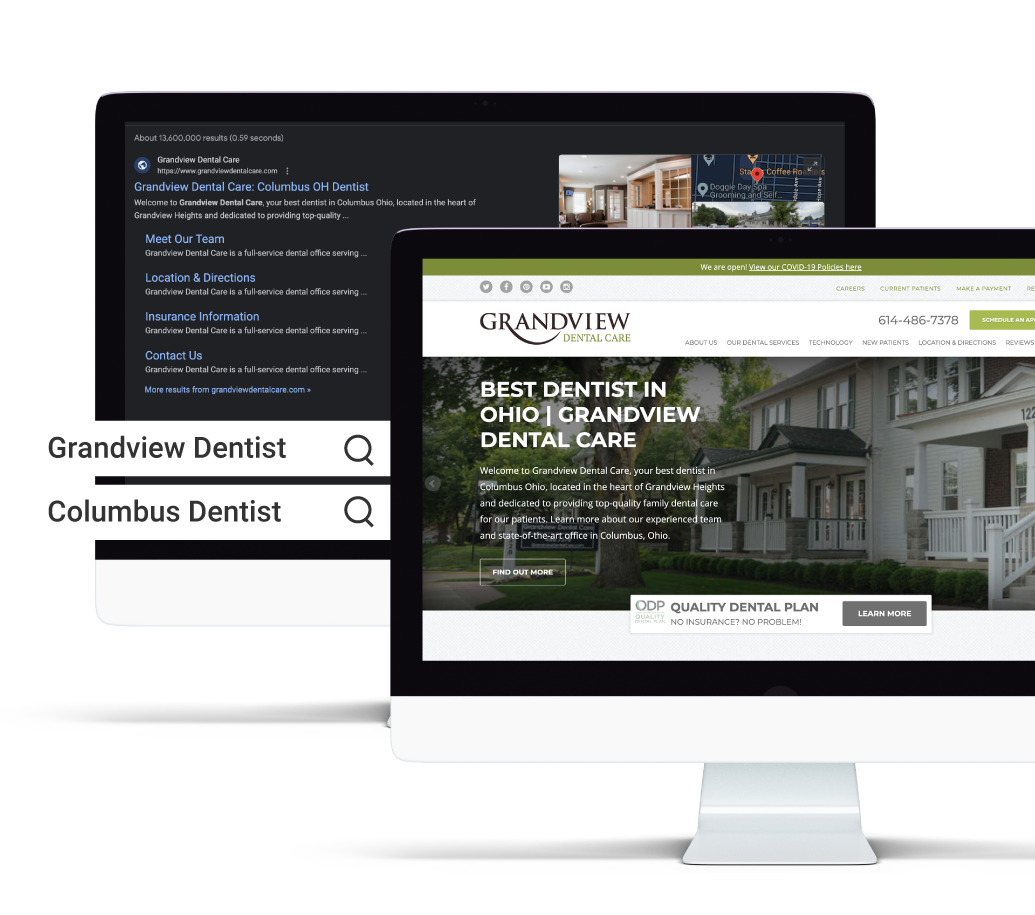 About 13,600,000 results (0.59 seconds)
Grandview Dental Care
https://www.grandviewdentalcare.com
Grandview Dental Care: Columbus OH Dentist
Welcome to Grandview Dental Care, your best dentist in Columbus Ohio, located in the heart of
Grandview Heights and dedicated to providing top-quality ...
Meet Our Team
Grandview Dental Care is a full-service dental office serving ...
Location & Directions
Grandview Dental Care is a full-service dental office serving ...
Insurance Information
Grandview Dental Care is a full-service dental office serving ...
Contact Us
Grandview Dental Care is a full-service dental office serving ...
More results from grandviewdentalcare.com »
Coffee
Doggie Day Spa
Grooming and Self...
Grandview Dentist
Columbus Dentist
We are open! View our COVID-19 Policies here
CAREERS CURRENT PATIENTS MAKE A PAYMENT
GRANDVIEW
DENTAL CARE
614-486-7378
SCHEDULE AN
ABOUT US OUR DENTAL SERVICES TECHNOLOGY NEW PATIENTS LOCATION & DIRECTIONS REVIEWS
BEST DENTIST IN
OHIO | GRANDVIEW
DENTAL CARE
Welcome to Grandview Dental Care, your best dentist in
Columbus Ohio, located in the heart of Grandview Heights
and dedicated to providing top-quality family dental care
for our patients. Learn more about our experienced team
and state-of-the-art office in Columbus, Ohio.
Grandview Dental Care
FIND OUT MORE
122
QDP
QUALITY
DENTAL PLAN
QUALITY DENTAL PLAN
NO INSURANCE? NO PROBLEM!
LEARN MORE